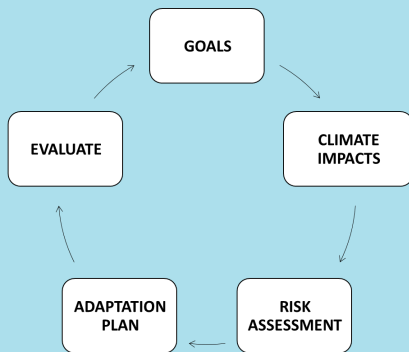 GOALS
CLIMATE
IMPACTS
RISK
ASSESSMENT
ADAPTATION
PLAN
EVALUATE